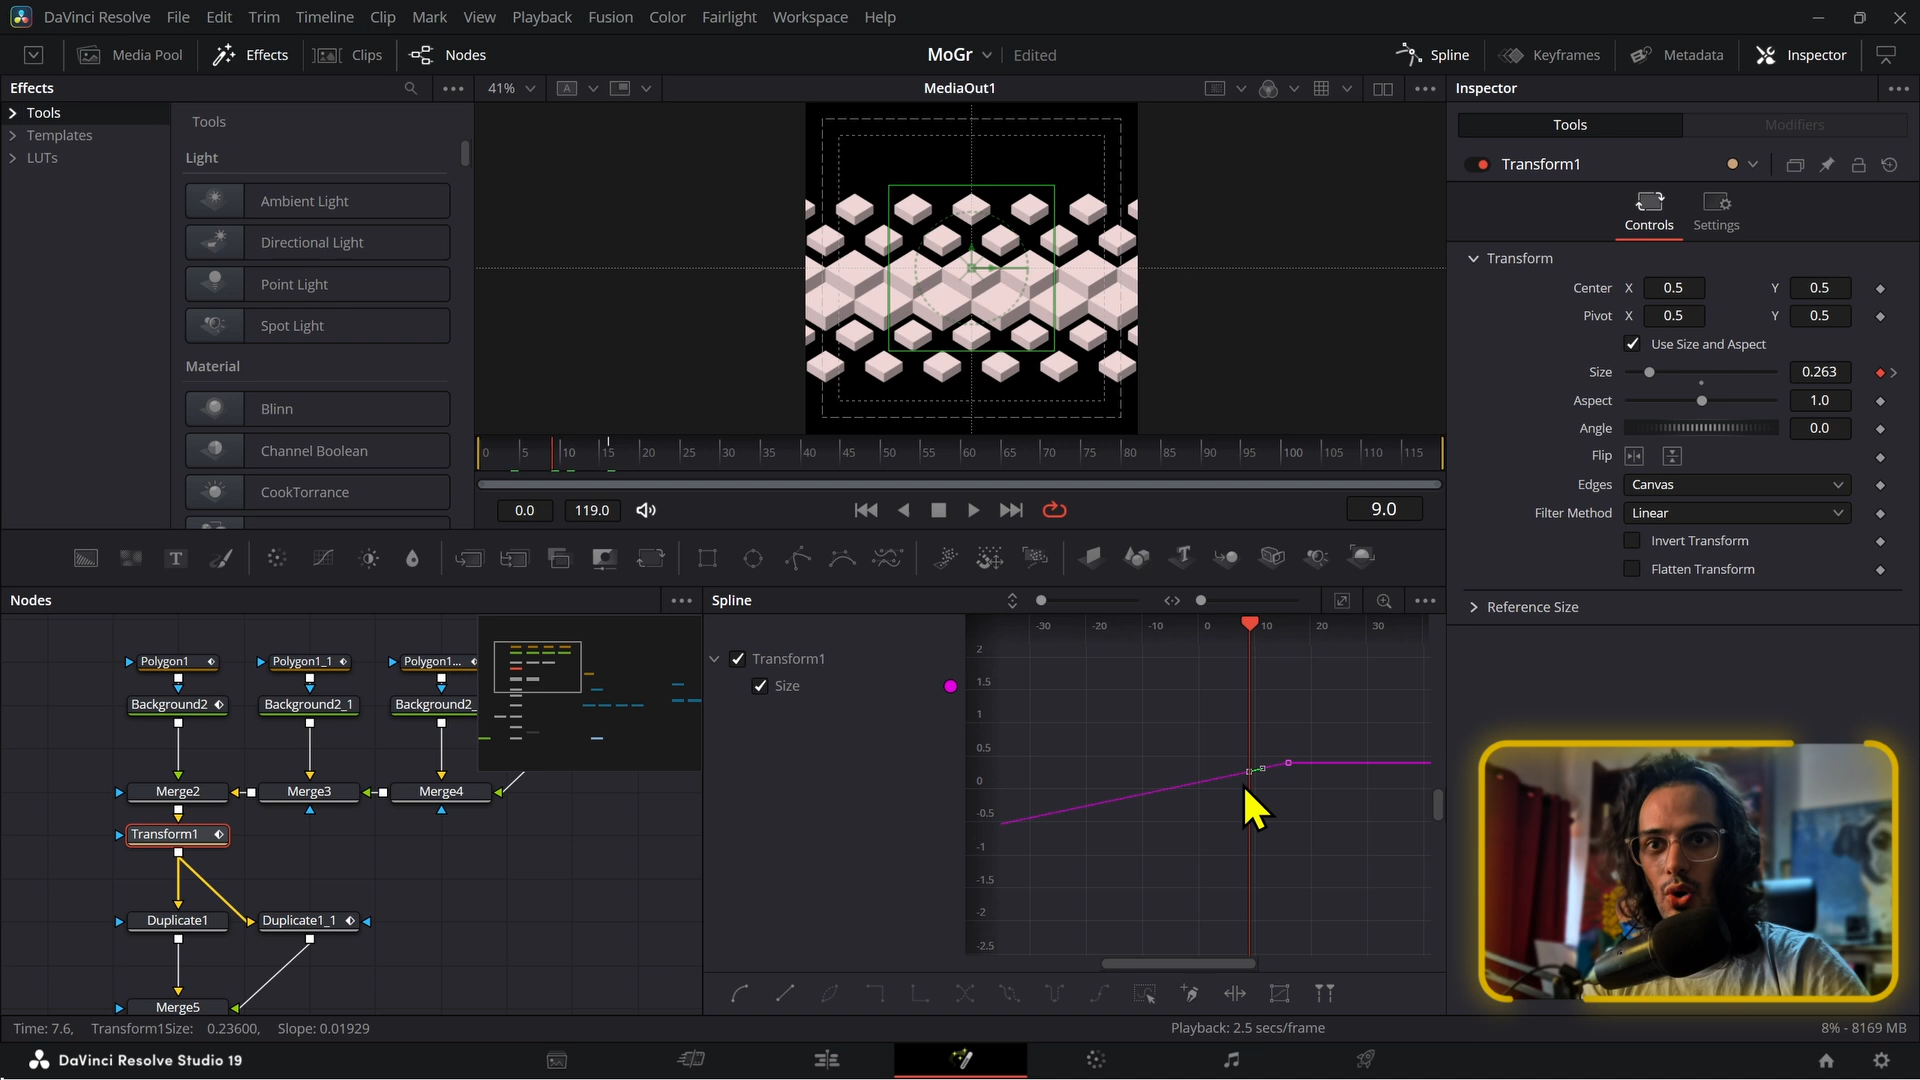 DaVinci Resolve File Edit Trim Timeline Clip Mark View Playback Fusion Color Fairlight Workspace Help
Media Pool Effects Clips Nodes MoGr Edited Spline Keyframes Metadata Inspector
Effects 41% A MediaOut1 Inspector
Tools
Templates
LUTs
Tools
Light
Ambient Light
Directional Light
Point Light
Spot Light
Material
Blinn
Channel Boolean
CookTorrance
0 5 10 15 20 25 30 35 40 45 50 55 60 65 70 75 80 85 90 95 100 105 110 115
0.0 119.0 9.0
Tools Modifiers
Transform1
Controls Settings
Transform
Center X 0.5 Y 0.5
Pivot X 0.5 Y 0.5
Use Size and Aspect
Size 0.263
Aspect 1.0
Angle 0.0
Flip
Edges Canvas
Filter Method Linear
Invert Transform
Flatten Transform
Reference Size
T
Nodes
Polygon1 Polygon1_1 Polygon1...
Background2 Background2_1 Background2_
Merge2 Merge3 Merge4
Transform1
Duplicate1 Duplicate1_1
Merge5
Spline
Transform1
Size
-30 -20 -10 0 10 20 30
2
1.5
1
0.5
0
-0.5
-1
-1.5
-2
-2.5
Time: 7.6, Transform1Size: 0.23600, Slope: 0.01929 Playback: 2.5 secs/frame 8% - 8169 MB
DaVinci Resolve Studio 19